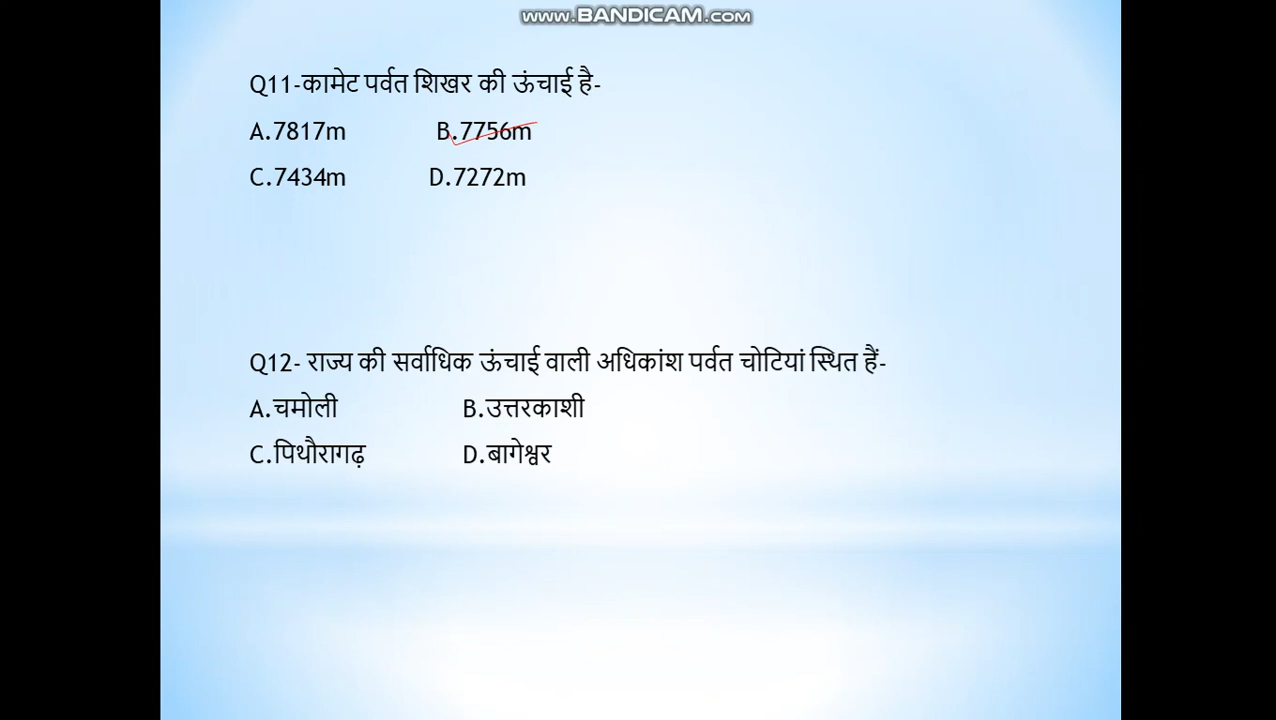 www.BANDICAM.com
Q11-कामेट पर्वत शिखर की ऊंचाई है-
A.7817m B.7756m
C.7434m D.7272m
Q12- राज्य की सर्वाधिक ऊंचाई वाली अधिकांश पर्वत चोटियां स्थित हैं-
A.चमोली B.उत्तरकाशी
C.पिथौरागढ़ D.बागेश्वर